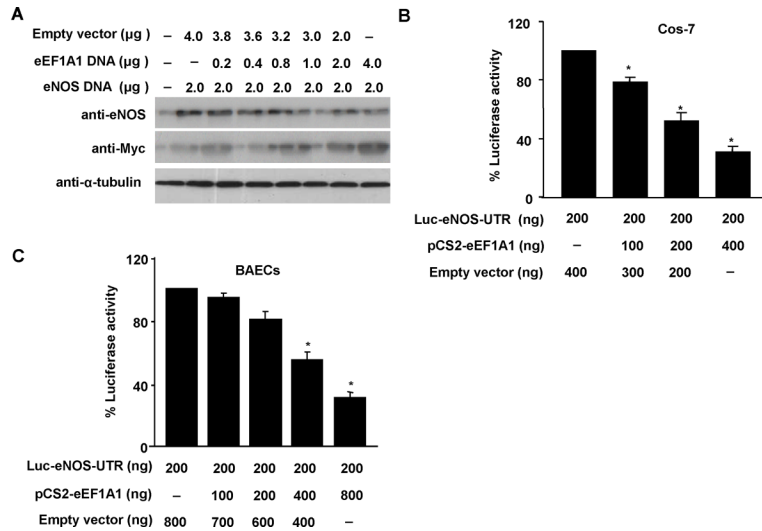 A
Empty vector (µg ) – 4.0 3.8 3.6 3.2 3.0 2.0 –
eEF1A1 DNA (µg ) – – 0.2 0.4 0.8 1.0 2.0 4.0
eNOS DNA ( µg ) – 2.0 2.0 2.0 2.0 2.0 2.0 2.0
anti-eNOS
anti-Myc
anti-α-tubulin
B
Cos-7
% Luciferase activity
120
80
40
0
* * *
Luc-eNOS-UTR (ng) 200 200 200 200
pCS2-eEF1A1 (ng) – 100 200 400
Empty vector (ng) 400 300 200 –
C
BAECs
% Luciferase activity
120
80
40
0
* *
Luc-eNOS-UTR (ng) 200 200 200 200 200
pCS2-eEF1A1 (ng) – 100 200 400 800
Empty vector (ng) 800 700 600 400 –